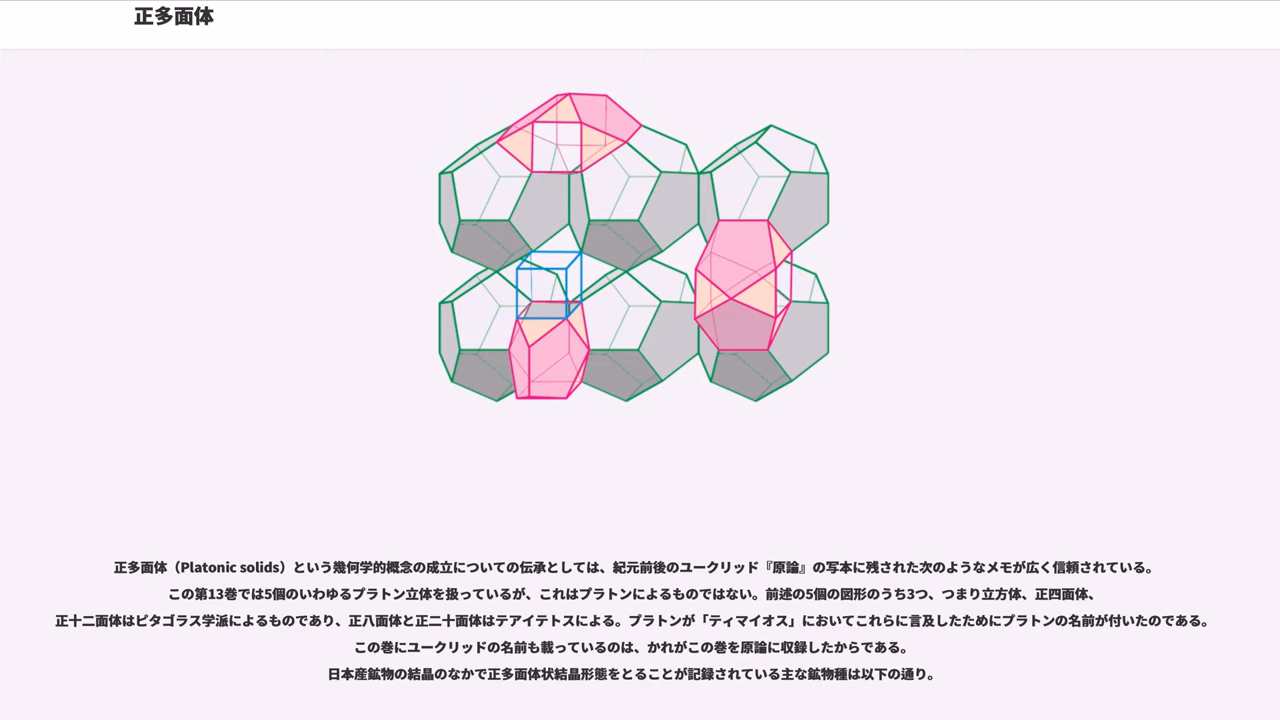 正多面体
正多面体（Platonic solids）という幾何学的概念の成立についての伝承としては、紀元前後のユークリッド『原論』の写本に残された次のようなメモが広く信頼されている。
この第13巻では5個のいわゆるプラトン立体を扱っているが、これはプラトンによるものではない。前述の5個の図形のうち3つ、つまり立方体、正四面体、
正十二面体はピタゴラス学派によるものであり、正八面体と正二十面体はテアイテトスによる。プラトンが「ティマイオス」においてこれらに言及したためにプラトンの名前が付いたのである。
この巻にユークリッドの名前も載っているのは、かれがこの巻を原論に収録したからである。
日本産鉱物の結晶のなかで正多面体状結晶形態をとることが記録されている主な鉱物種は以下の通り。